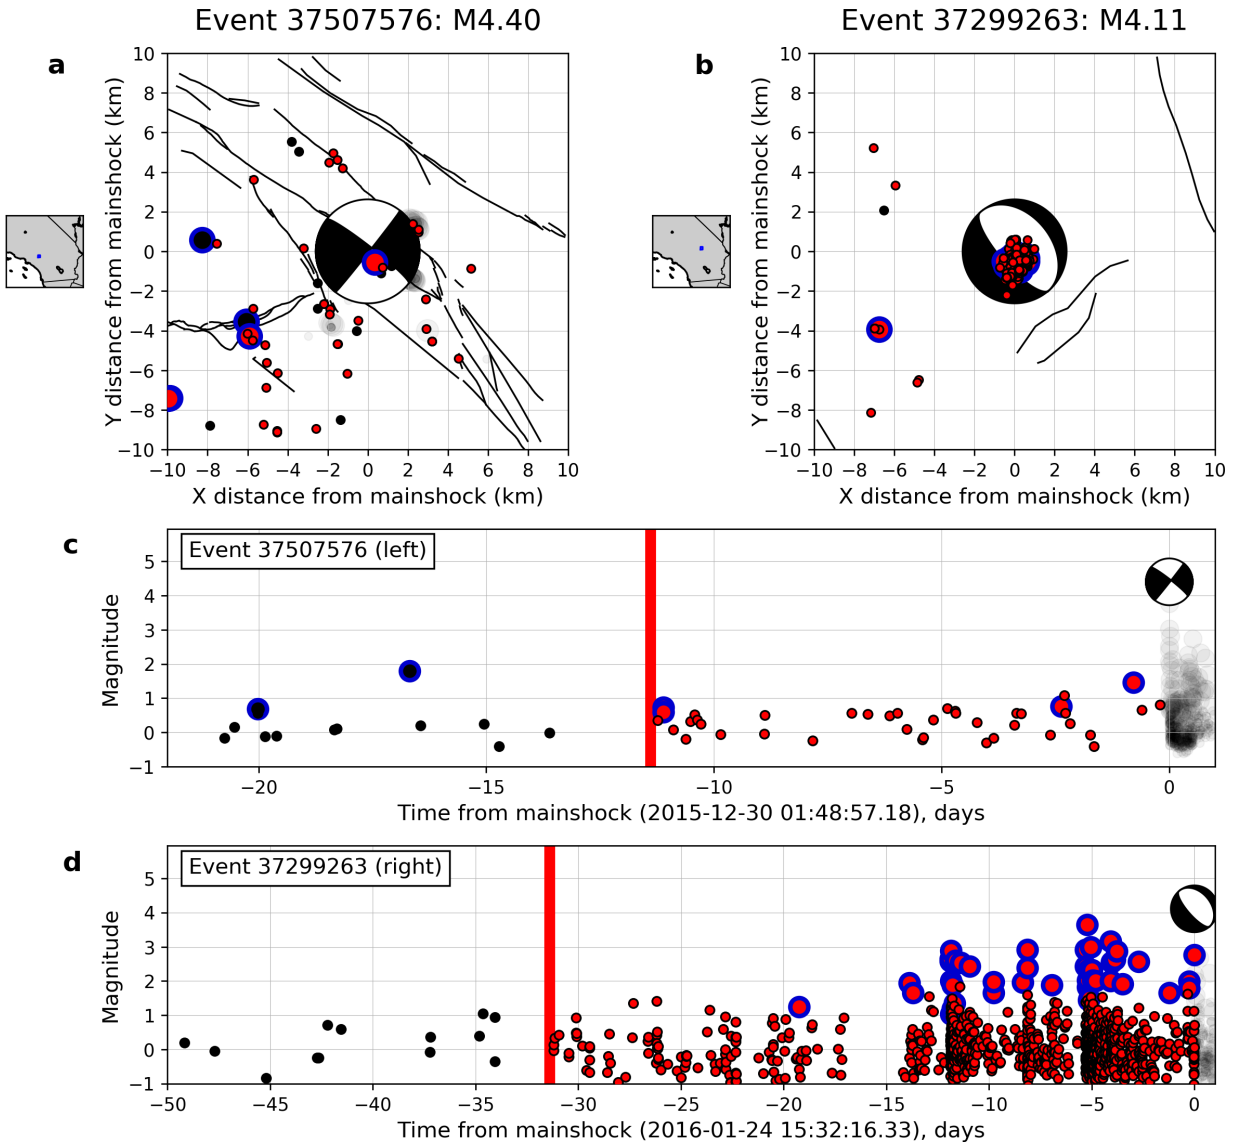 Event 37507576: M4.40
Event 37299263: M4.11
a
10
8
6
4
2
0
−2
−4
−6
−8
−10
Y distance from mainshock (km)
−10 −8 −6 −4 −2 0 2 4 6 8 10
X distance from mainshock (km)
b
10
8
6
4
2
0
−2
−4
−6
−8
−10
Y distance from mainshock (km)
−10 −8 −6 −4 −2 0 2 4 6 8 10
X distance from mainshock (km)
c
Event 37507576 (left)
5
4
3
2
1
0
−1
Magnitude
−20 −15 −10 −5 0
Time from mainshock (2015-12-30 01:48:57.18), days
d
Event 37299263 (right)
5
4
3
2
1
0
−1
Magnitude
−50 −45 −40 −35 −30 −25 −20 −15 −10 −5 0
Time from mainshock (2016-01-24 15:32:16.33), days